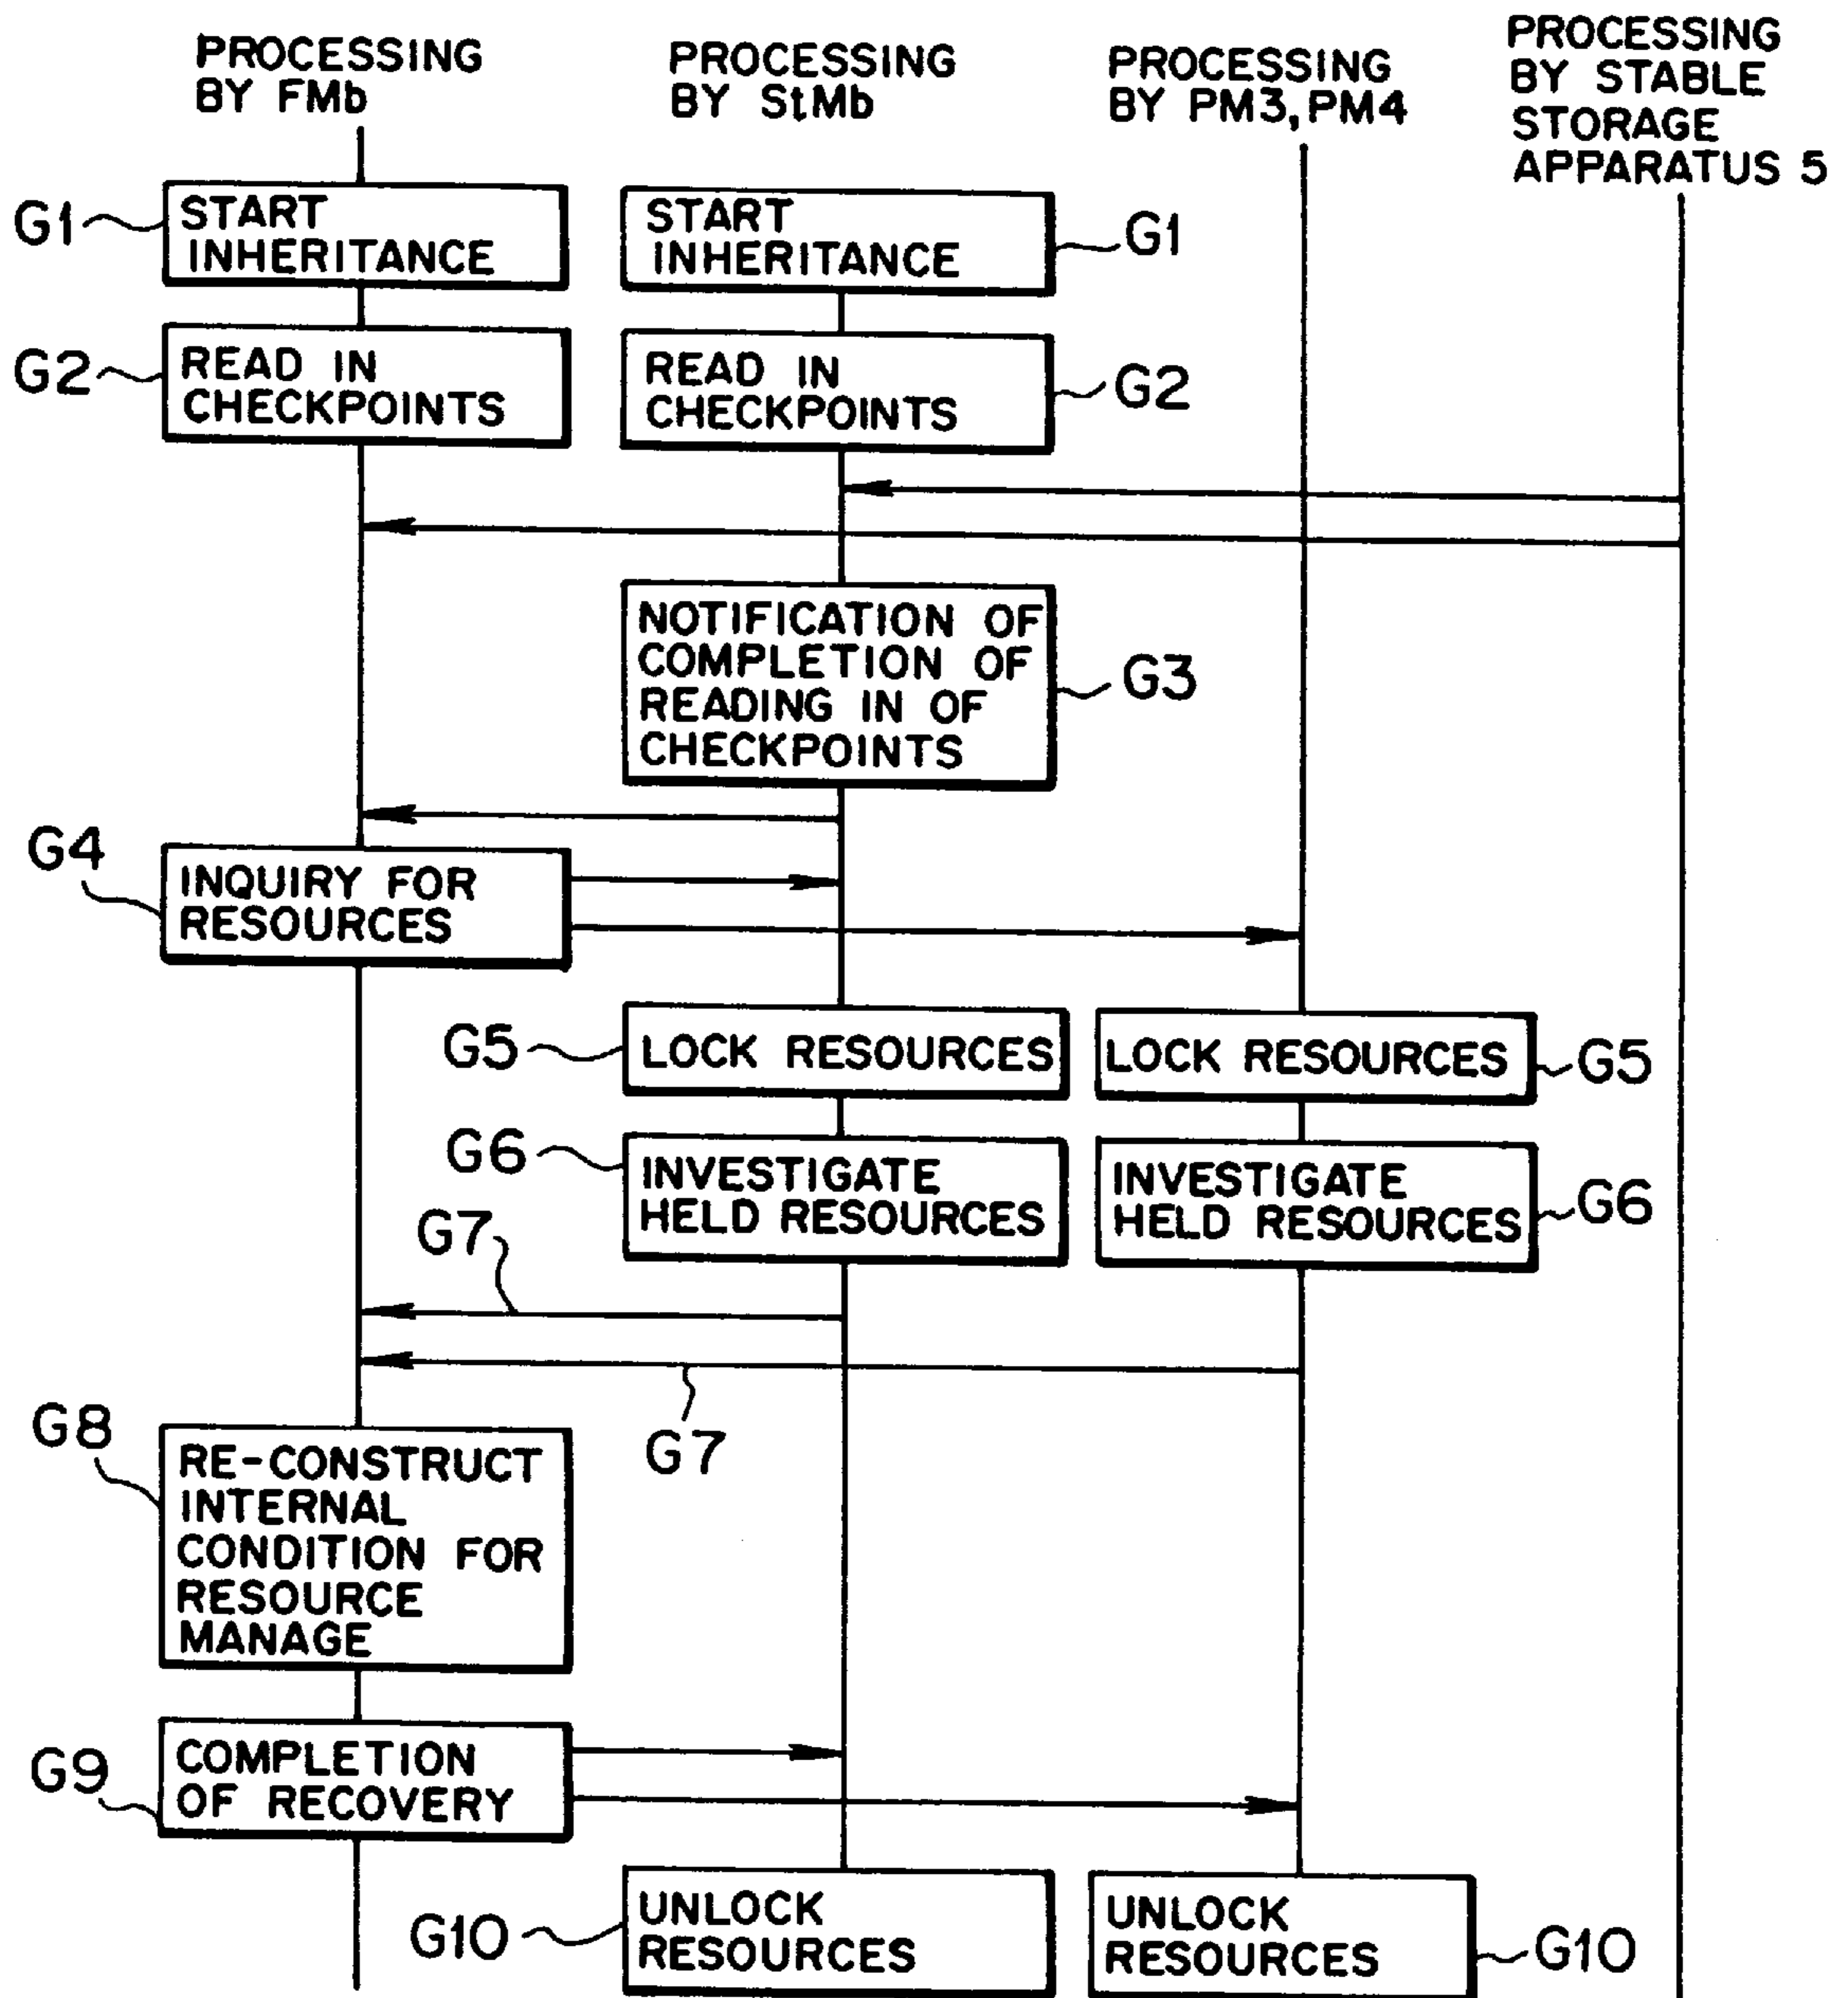 PROCESSING
BY FMb
PROCESSING
BY StMb
PROCESSING
BY PM3, PM4
PROCESSING
BY STABLE
STORAGE
APPARATUS 5
G1
START
INHERITANCE
START
INHERITANCE
G1
G2
READ IN
CHECKPOINTS
READ IN
CHECKPOINTS
G2
NOTIFICATION OF
COMPLETION OF
READING IN OF
CHECKPOINTS
G3
G4
INQUIRY FOR
RESOURCES
G5
LOCK RESOURCES
LOCK RESOURCES
G5
G6
INVESTIGATE
HELD RESOURCES
INVESTIGATE
HELD RESOURCES
G6
G7
G7
G8
RE-CONSTRUCT
INTERNAL
CONDITION FOR
RESOURCE
MANAGE
G9
COMPLETION
OF RECOVERY
G10
UNLOCK
RESOURCES
UNLOCK
RESOURCES
G10